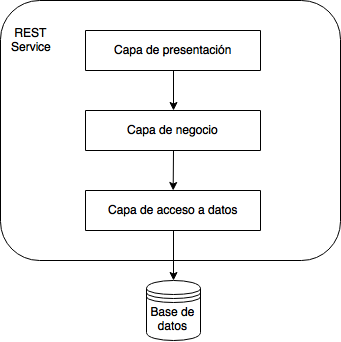 REST
Service
Capa de presentación
Capa de negocio
Capa de acceso a datos
Base de
datos